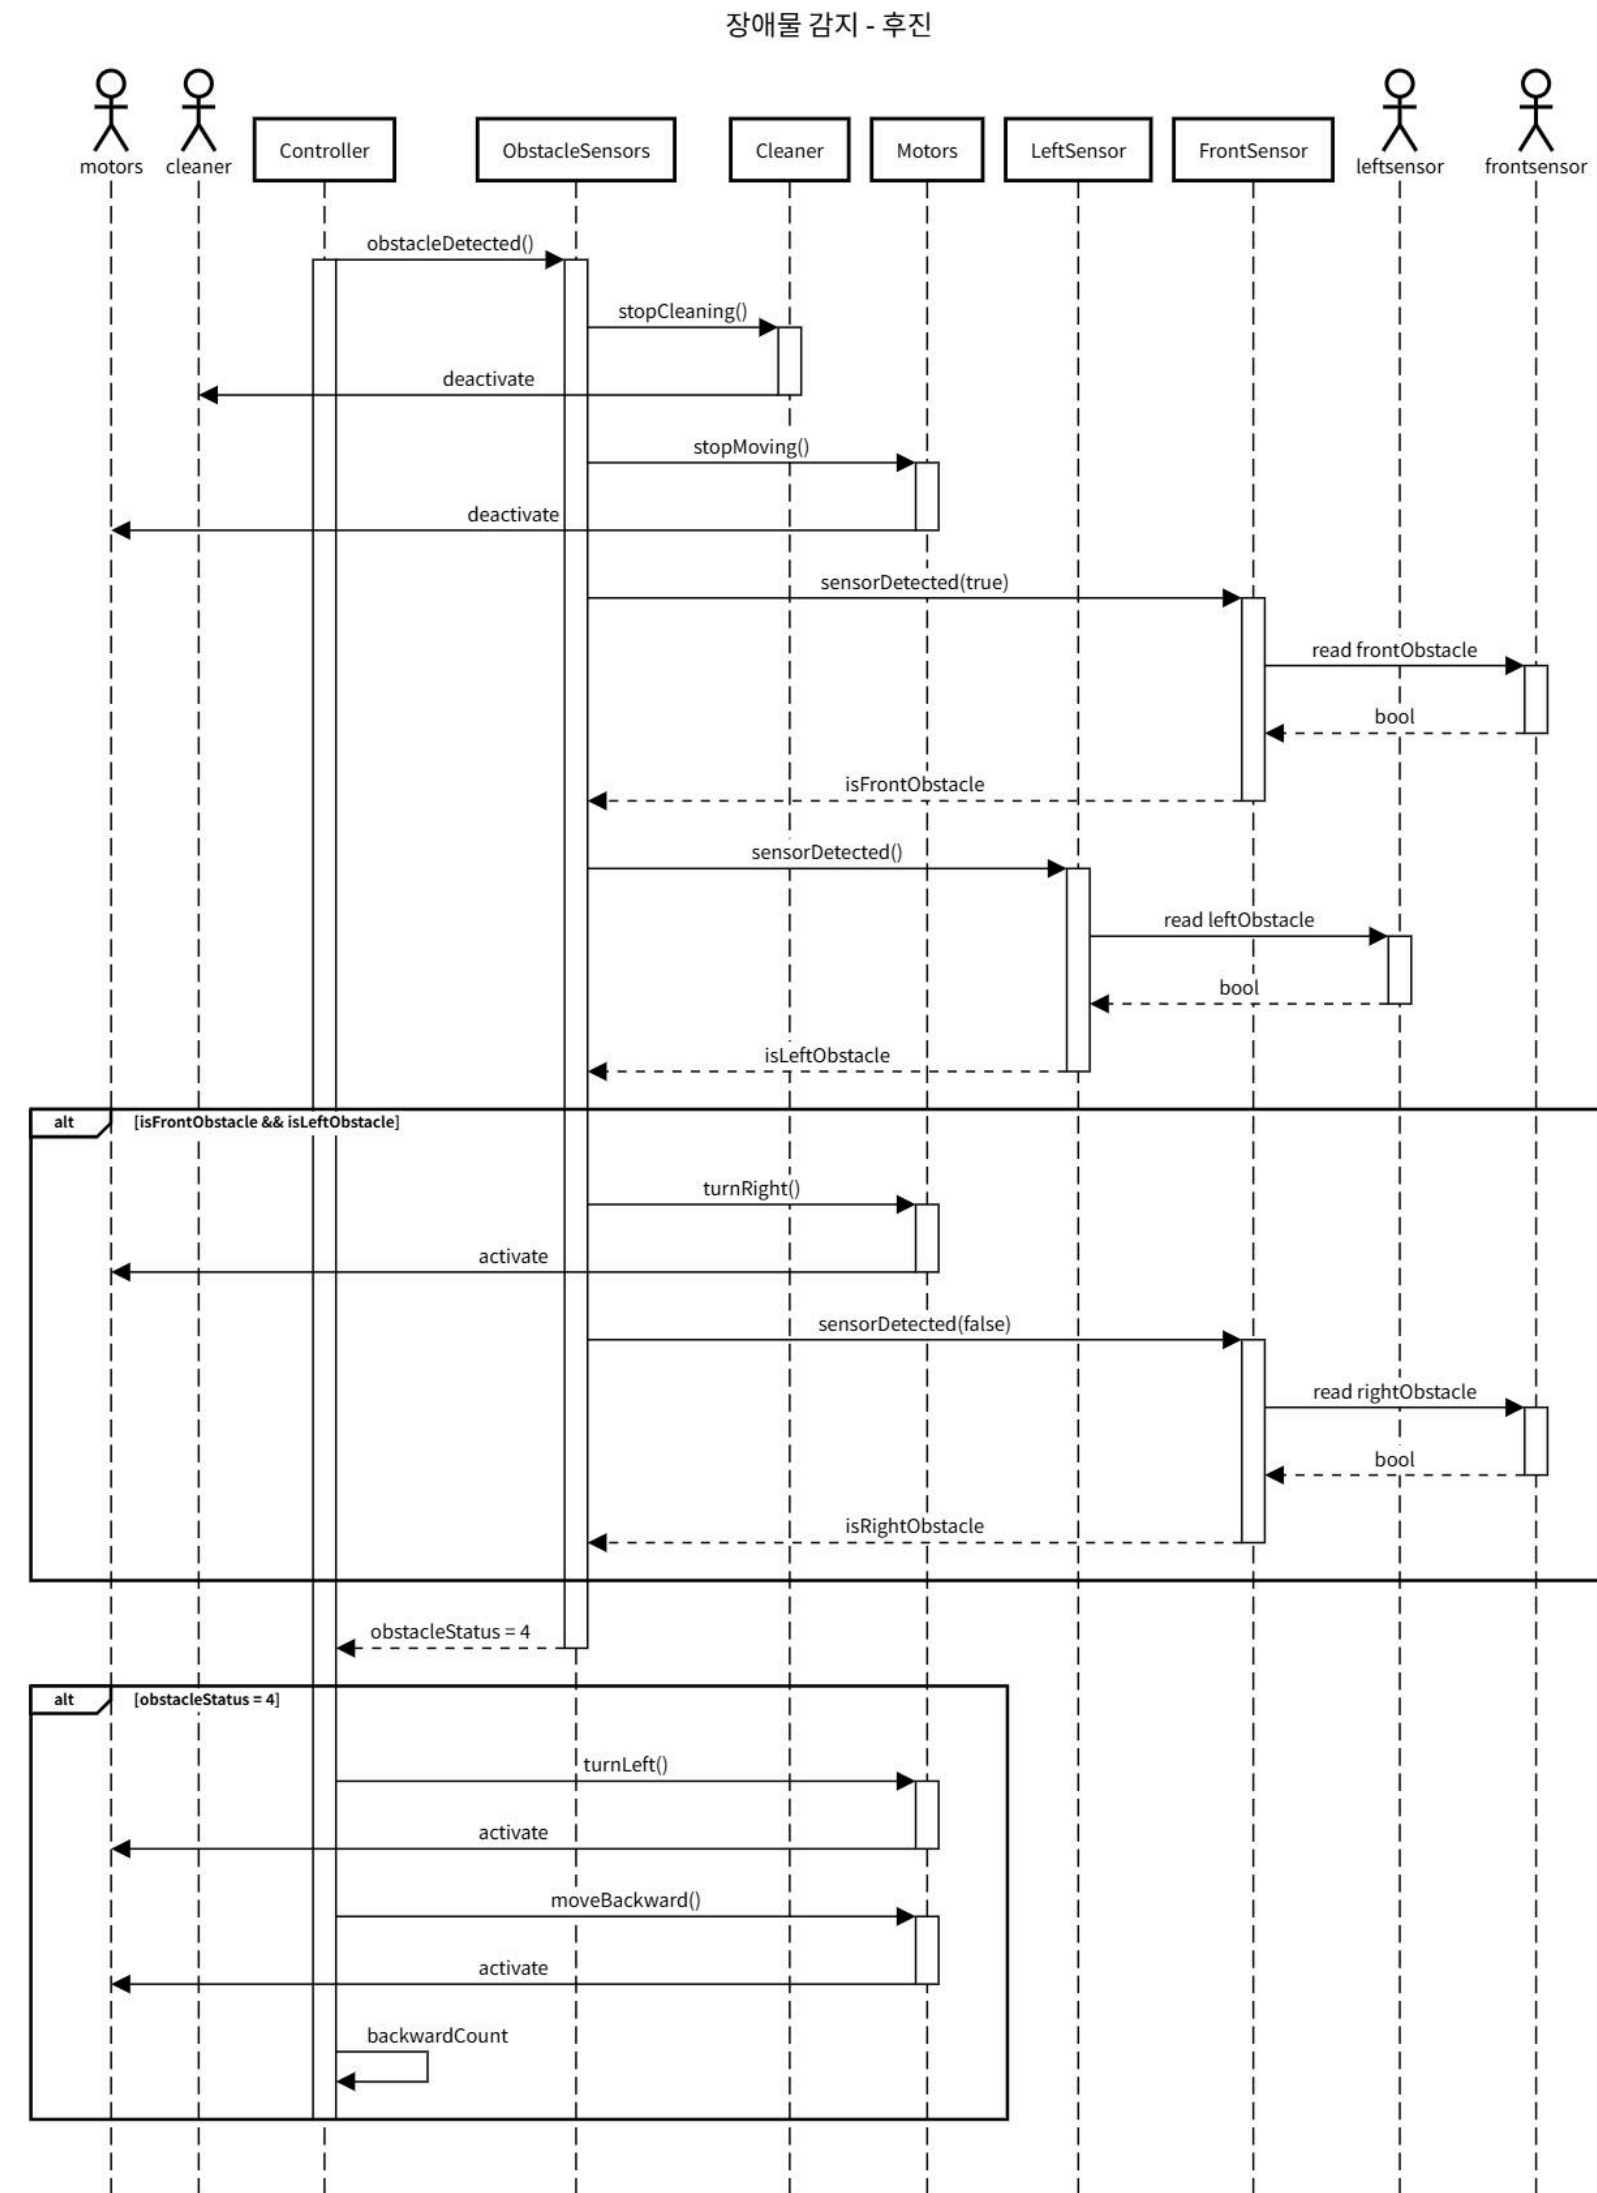 장애물 감지 - 후진
motors
cleaner
Controller
ObstacleSensors
Cleaner
Motors
LeftSensor
FrontSensor
leftsensor
frontsensor
obstacleDetected()
stopCleaning()
deactivate
stopMoving()
deactivate
sensorDetected(true)
read frontObstacle
bool
isFrontObstacle
sensorDetected()
read leftObstacle
bool
isLeftObstacle
alt [isFrontObstacle && isLeftObstacle]
turnRight()
activate
sensorDetected(false)
read rightObstacle
bool
isRightObstacle
obstacleStatus = 4
alt [obstacleStatus = 4]
turnLeft()
activate
moveBackward()
activate
backwardCount